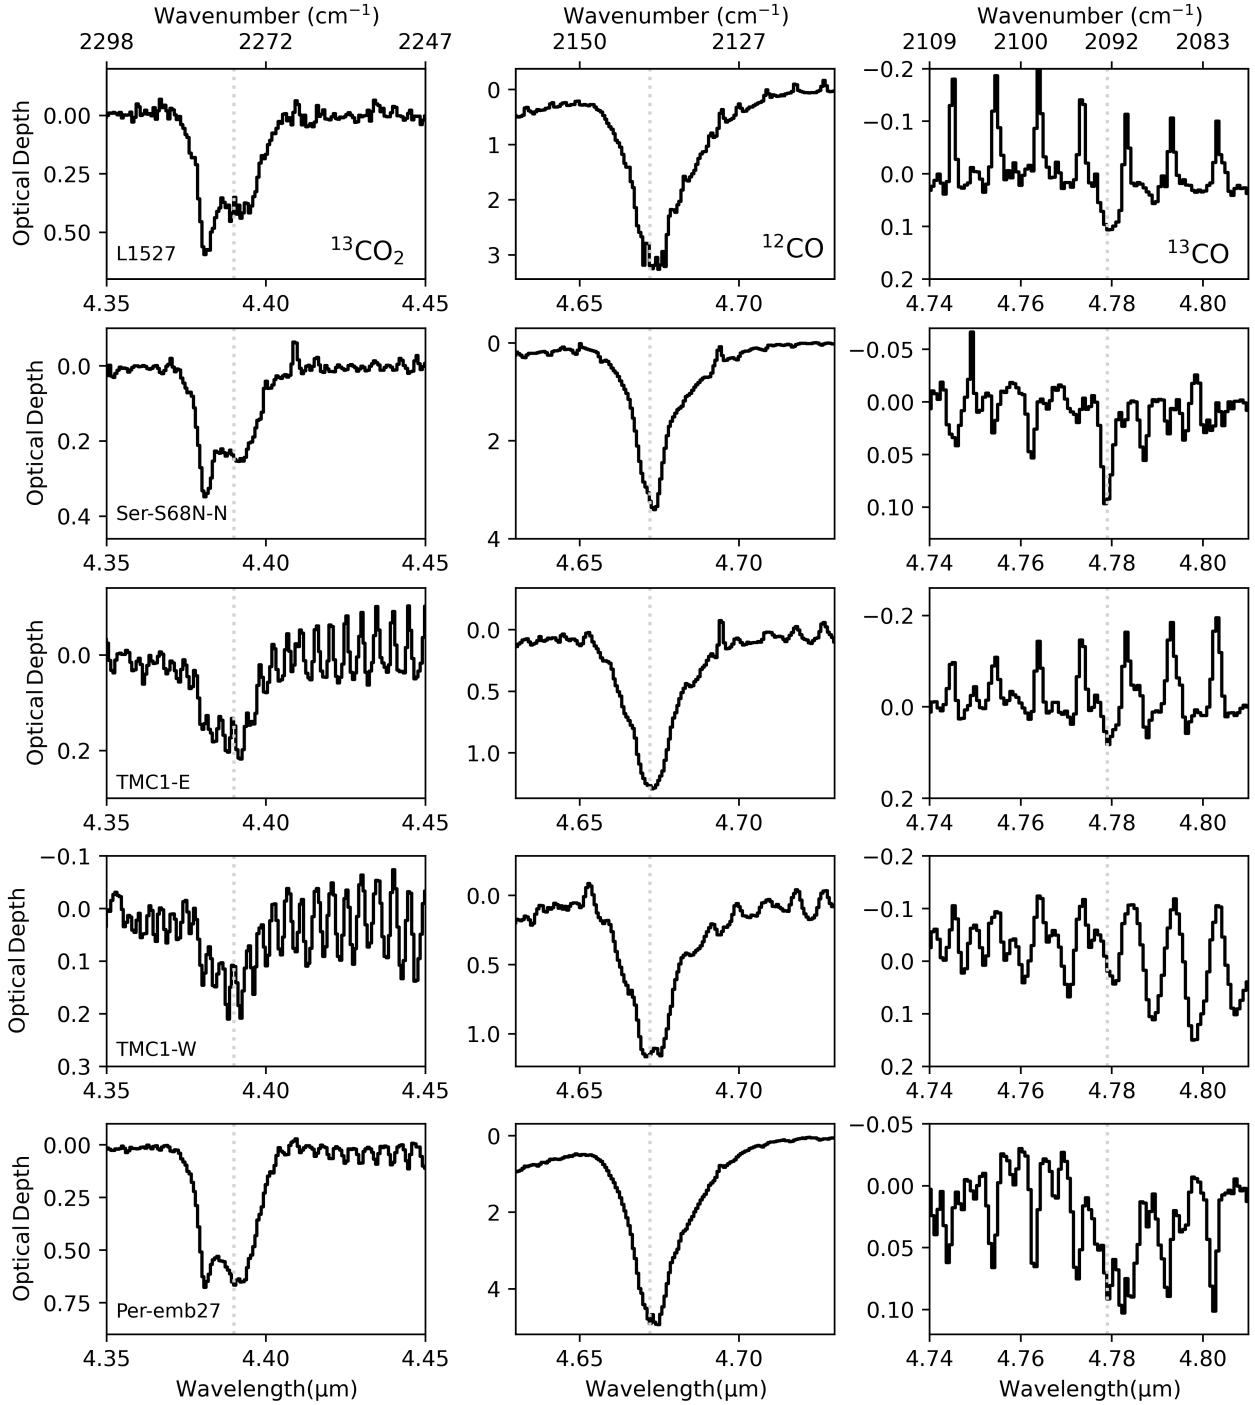 Wavenumber (cm⁻¹) Wavenumber (cm⁻¹) Wavenumber (cm⁻¹)
2298 2272 2247 2150 2127 2109 2100 2092 2083
Optical Depth
0.00 0.25 0.50
L1527 ¹³CO₂
4.35 4.40 4.45
0 1 2 3
¹²CO
4.65 4.70
−0.2 −0.1 0.0 0.1 0.2
¹³CO
4.74 4.76 4.78 4.80
Optical Depth
0.0 0.2 0.4
Ser-S68N-N
4.35 4.40 4.45
0 2 4
4.65 4.70
−0.05 0.00 0.05 0.10
4.74 4.76 4.78 4.80
Optical Depth
0.0 0.2
TMC1-E
4.35 4.40 4.45
0.0 0.5 1.0
4.65 4.70
−0.2 0.0 0.2
4.74 4.76 4.78 4.80
Optical Depth
−0.1 0.0 0.1 0.2 0.3
TMC1-W
4.35 4.40 4.45
0.0 0.5 1.0
4.65 4.70
−0.2 −0.1 0.0 0.1 0.2
4.74 4.76 4.78 4.80
Optical Depth
0.00 0.25 0.50 0.75
Per-emb27
4.35 4.40 4.45
0 2 4
4.65 4.70
−0.05 0.00 0.05 0.10
4.74 4.76 4.78 4.80
Wavelength(μm) Wavelength(μm) Wavelength(μm)